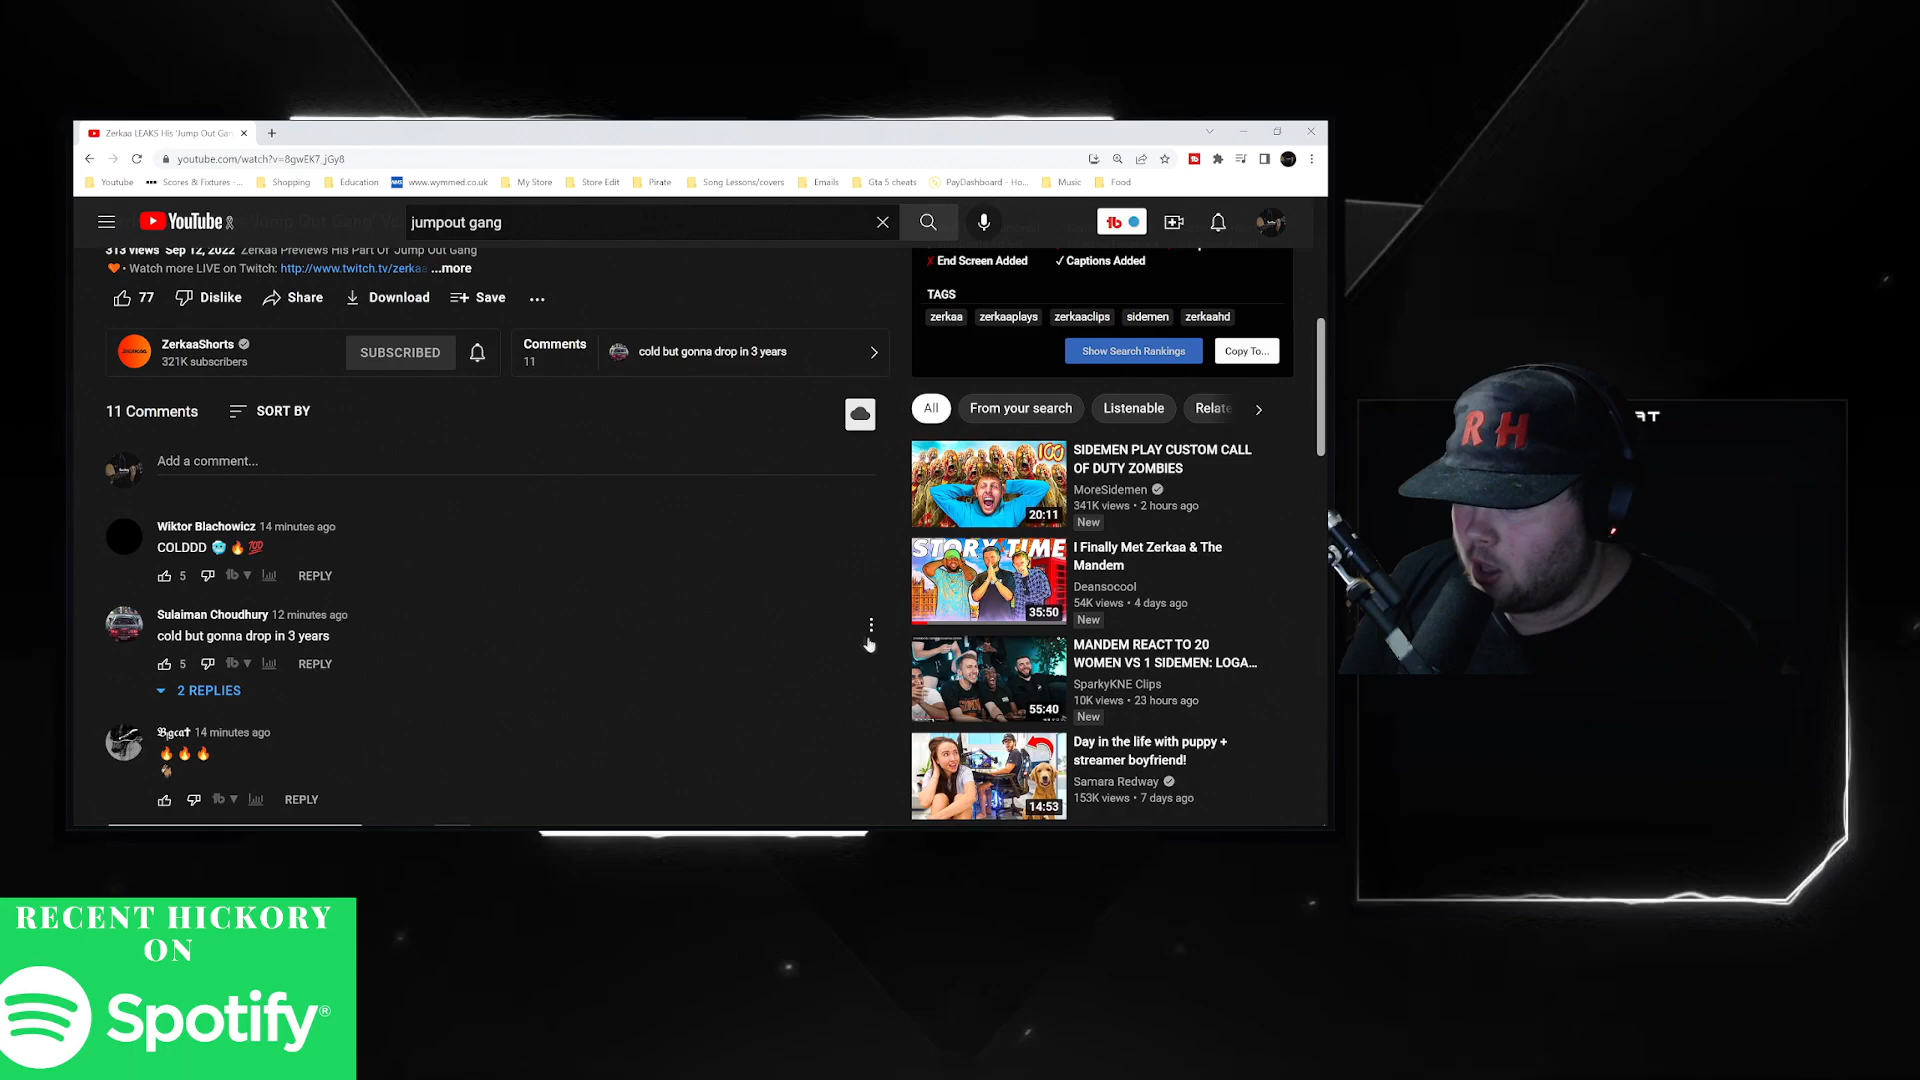 Zerkaa LEAKS His 'Jump Out Gan
youtube.com/watch?v=8gwEK7_jGy8
Youtube
Scores & Fixtures -...
Shopping
Education
www.wymmed.co.uk
My Store
Store Edit
Pirate
Song Lessons/covers
Emails
Gta 5 cheats
PayDashboard - Ho...
Music
Food
YouTube
jumpout gang
313 views Sep 12, 2022 Zerkaa Previews His Part Of 'Jump Out Gang'
• Watch more LIVE on Twitch: http://www.twitch.tv/zerkaa ...more
77 Dislike Share Download Save
ZerkaaShorts
321K subscribers
SUBSCRIBED
Comments
11
cold but gonna drop in 3 years
11 Comments SORT BY
Add a comment...
Wiktor Blachowicz 14 minutes ago
COLDDD 🥶 🔥 💯
5 REPLY
Sulaiman Choudhury 12 minutes ago
cold but gonna drop in 3 years
5 REPLY
2 REPLIES
𝕭𝖎𝖌𝖈𝖆𝖙 14 minutes ago
🔥 🔥 🔥
REPLY
✗ End Screen Added ✓ Captions Added
TAGS
zerkaa zerkaaplays zerkaaclips sidemen zerkaahd
Show Search Rankings Copy To...
All From your search Listenable Relate
SIDEMEN PLAY CUSTOM CALL
OF DUTY ZOMBIES
MoreSidemen
341K views • 2 hours ago
New
100
20:11
I Finally Met Zerkaa & The
Mandem
Deansocool
54K views • 4 days ago
New
STORY TIME
35:50
MANDEM REACT TO 20
WOMEN VS 1 SIDEMEN: LOGA...
SparkyKNE Clips
10K views • 23 hours ago
New
55:40
Day in the life with puppy +
streamer boyfriend!
Samara Redway
153K views • 7 days ago
14:53
RH
RECENT HICKORY
ON
Spotify®